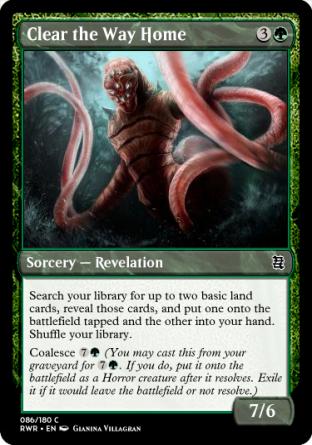 Clear the Way Home 3
Sorcery — Revelation
Search your library for up to two basic land
cards, reveal those cards, and put one onto the
battlefield tapped and the other into your hand.
Shuffle your library.
Coalesce 7 (You may cast this from your
graveyard for 7. If you do, put it onto the
battlefield as a Horror creature after it resolves. Exile
it if it would leave the battlefield or not resolve.)
7/6
086/180 C
RWR • EN Gianina Villagran